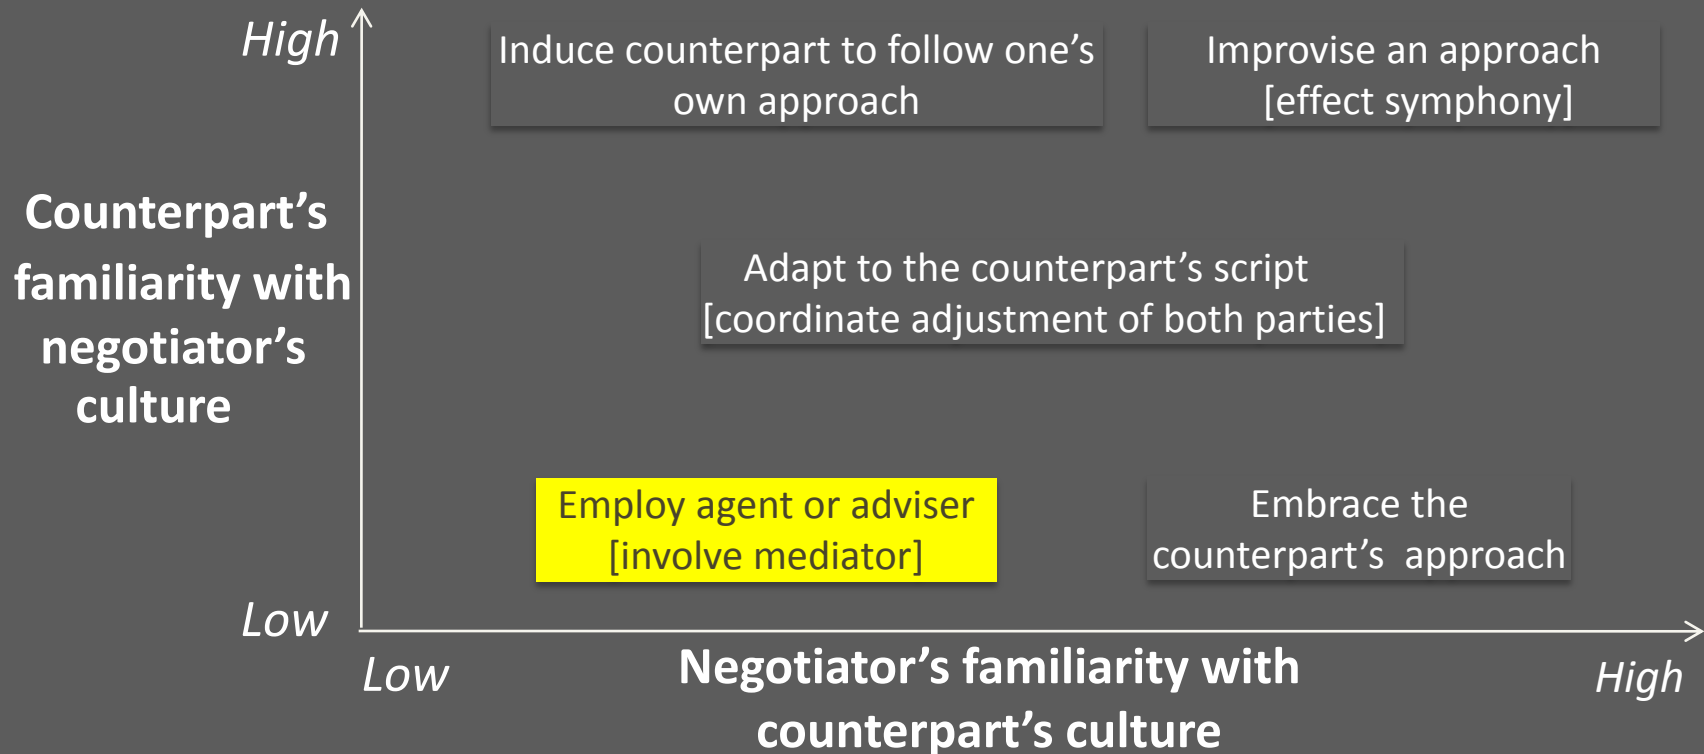 High
Induce counterpart to follow one's
own approach
Improvise an approach
[effect symphony]
Counterpart's
familiarity with
negotiator's
culture
Adapt to the counterpart's script
[coordinate adjustment of both parties]
Employ agent or adviser
[involve mediator]
Embrace the
counterpart's approach
Low
Low
Negotiator's familiarity with
counterpart's culture
High